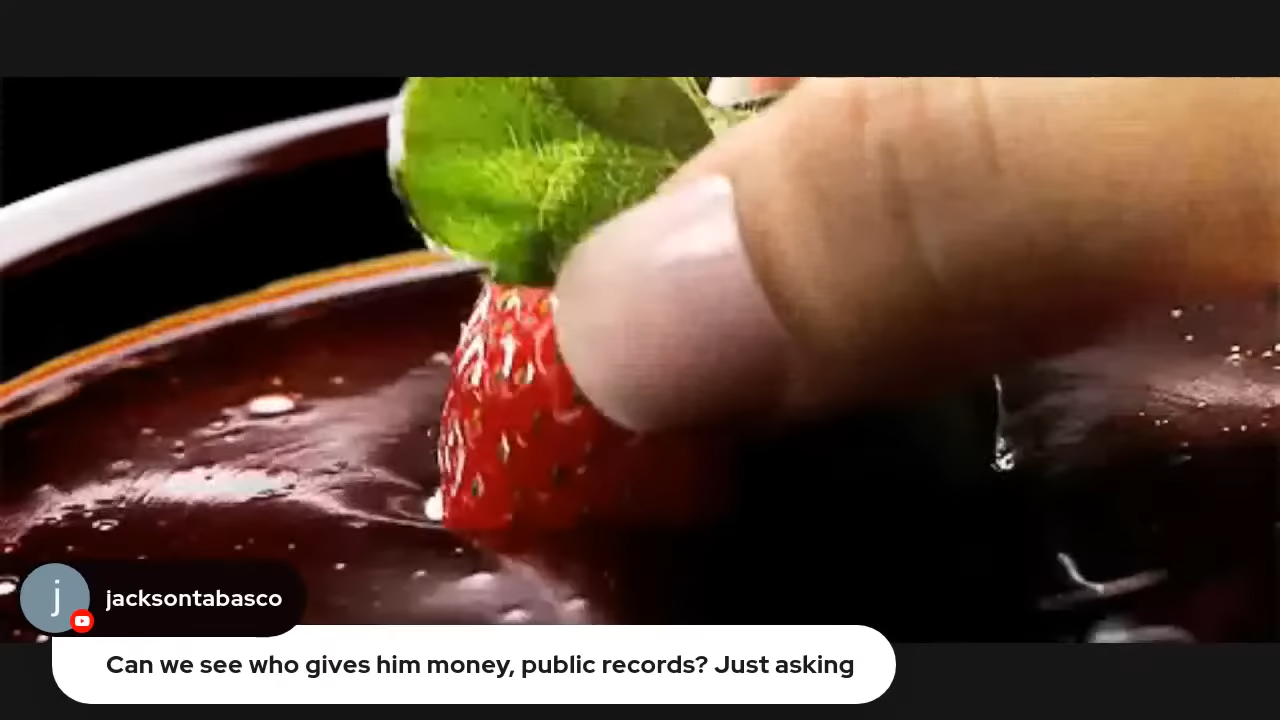 j
jacksontabasco
Can we see who gives him money, public records? Just asking